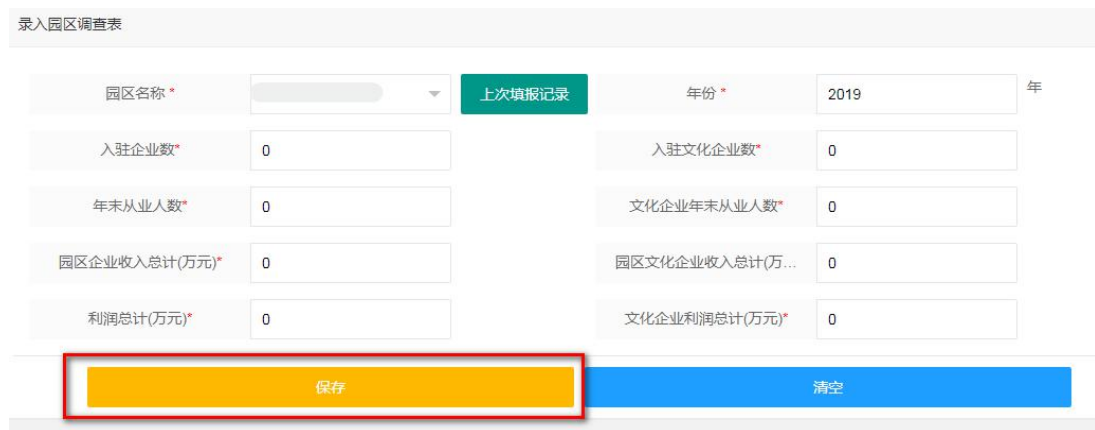 录入园区调查表
园区名称 * 上次填报记录 年份 * 2019 年
入驻企业数* 0 入驻文化企业数* 0
年末从业人数* 0 文化企业年末从业人数* 0
园区企业收入总计(万元)* 0 园区文化企业收入总计(万... 0
利润总计(万元)* 0 文化企业利润总计(万元)* 0
保存 清空